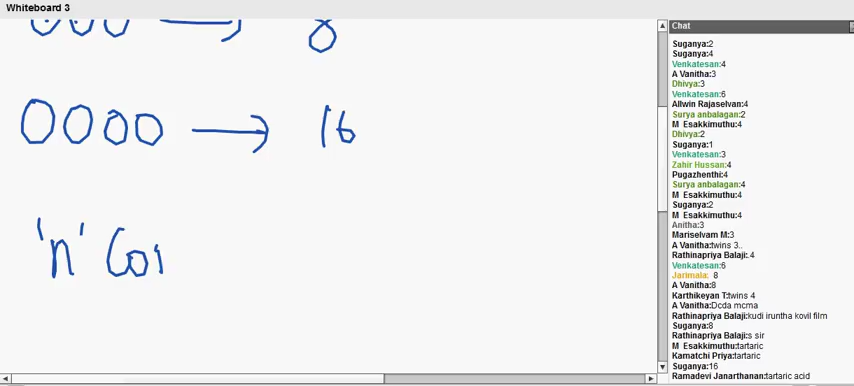 Whiteboard 3
000 → 8
0000 → 16
'n' Coi
Chat
Suganya:2
Suganya:4
Venkatesan:4
A Vanitha:3
Dhivya:3
Venkatesan:6
Allwin Rajaselvan:4
Surya anbalagan:2
M Esakkimuthu:4
Dhivya:2
Suganya:1
Venkatesan:3
Zahir Hussan:4
Pugazhenthi:4
Surya anbalagan:4
M Esakkimuthu:4
Suganya:2
M Esakkimuthu:4
Anitha:3
Mariselvam M:3
A Vanitha:twins 3..
Rathinapriya Balaji:.4
Venkatesan:6
Jarimala: 8
A Vanitha:8
Karthikeyan T:twins 4
A Vanitha:Dcda mcma
Rathinapriya Balaji:kudi iruntha kovil film
Suganya:8
Rathinapriya Balaji:s sir
M Esakkimuthu:tartaric
Kamatchi Priya:tartaric
Suganya:16
Ramadevi Janarthanan:tartaric acid